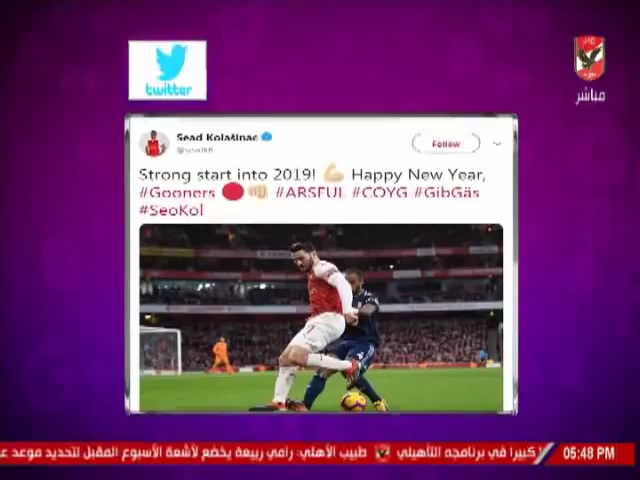 twitter
مباشر
Sead Kolašinac
Follow
Strong start into 2019! 💪🏼 Happy New Year,
#Gooners 🔴👊🏼 #ARSFUL #COYG #GibGäs
#SeoKol
كبيرا في برنامجه التأهيلي طبيب الأهلي: رامي ربيعة يخضع لأشعة الأسبوع المقبل لتحديد موعد
05:48 PM